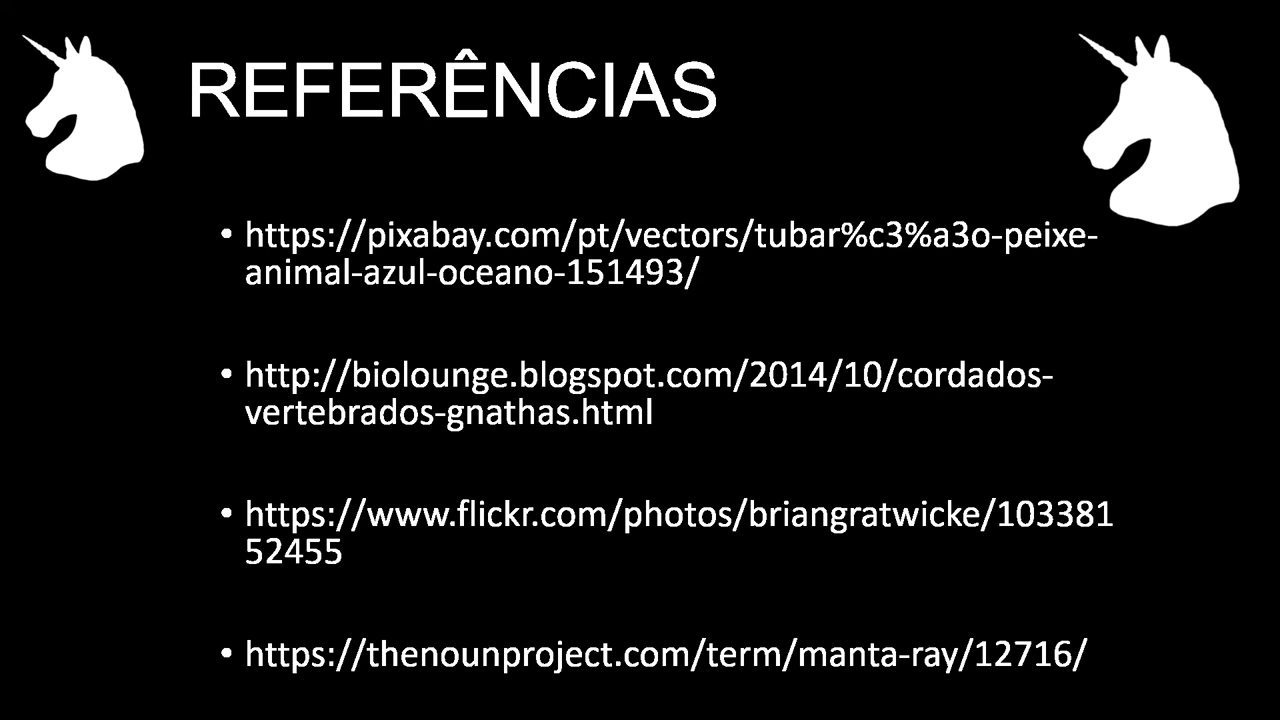 REFERÊNCIAS
• https://pixabay.com/pt/vectors/tubar%c3%a3o-peixe-
animal-azul-oceano-151493/
• http://biolounge.blogspot.com/2014/10/cordados-
vertebrados-gnathas.html
• https://www.flickr.com/photos/briangratwicke/103381
52455
• https://thenounproject.com/term/manta-ray/12716/